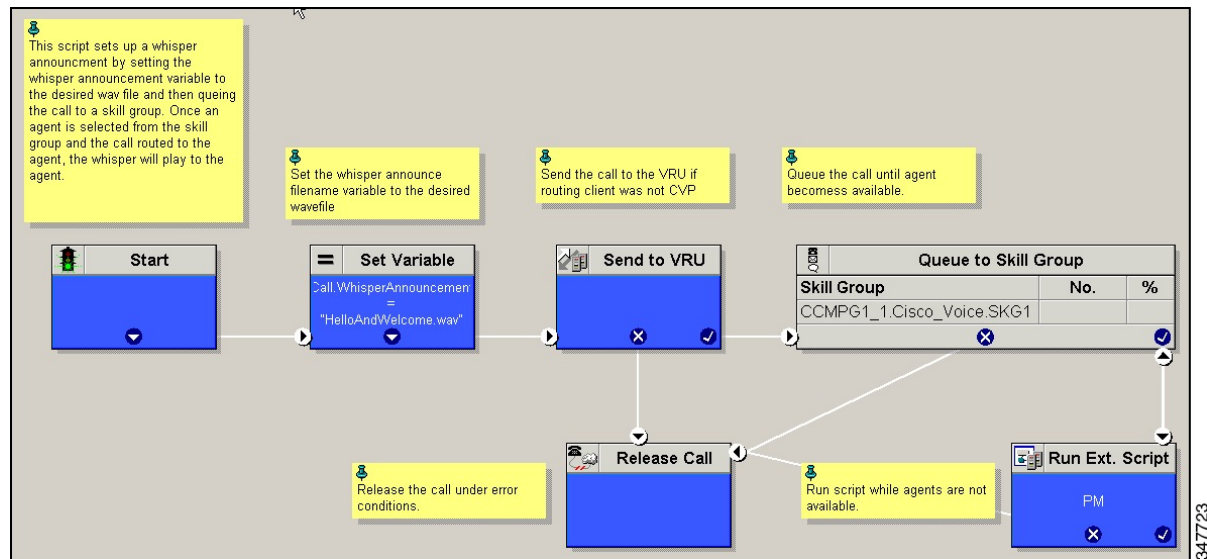 This script sets up a whisper
announcment by setting the
whisper announcement variable to
the desired wav file and then queing
the call to a skill group. Once an
agent is selected from the skill
group and the call routed to the
agent, the whisper will play to the
agent.
Set the whisper announce
filename variable to the desired
wavefile
Send the call to the VRU if
routing client was not CVP
Queue the call until agent
becomess available.
Start
= Set Variable
Call.WhisperAnnouncemen
=
"HelloAndWelcome.wav"
Send to VRU
Queue to Skill Group
Skill Group No. %
CCMPG1_1.Cisco_Voice.SKG1
Release Call
Run Ext. Script
PM
Release the call under error
conditions.
Run script while agents are not
available.
347723